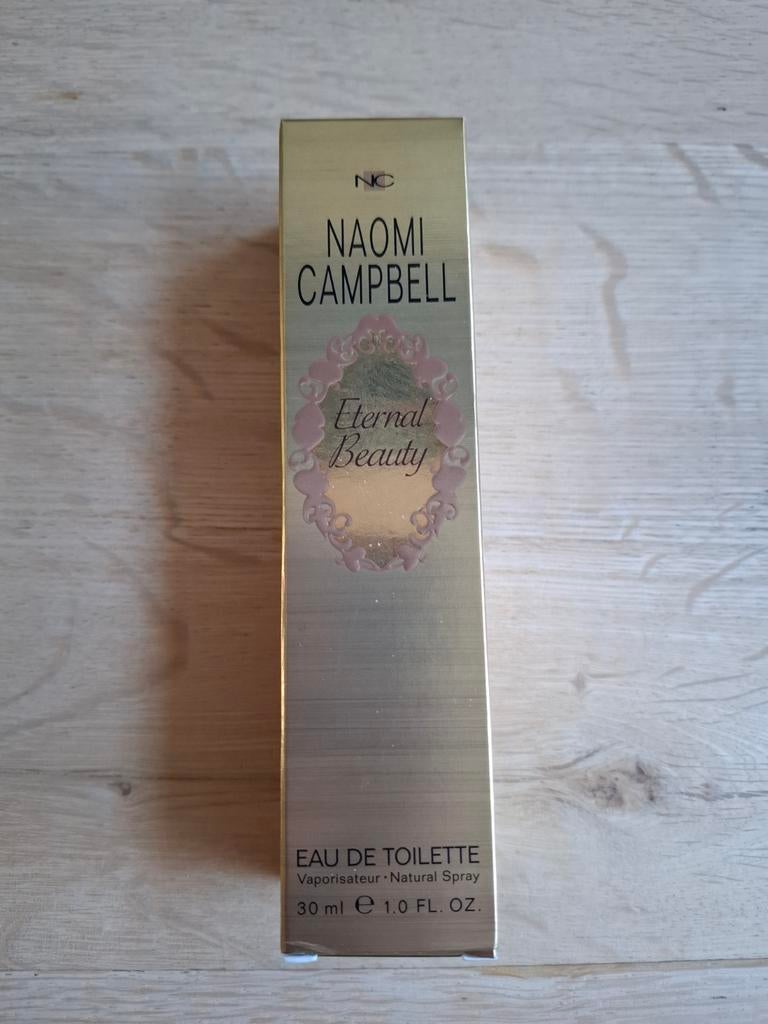 NC
NAOMI
CAMPBELL
Eternal
Beauty
EAU DE TOILETTE
Vaporisateur · Natural Spray
30 ml ℮ 1.0 FL. OZ.